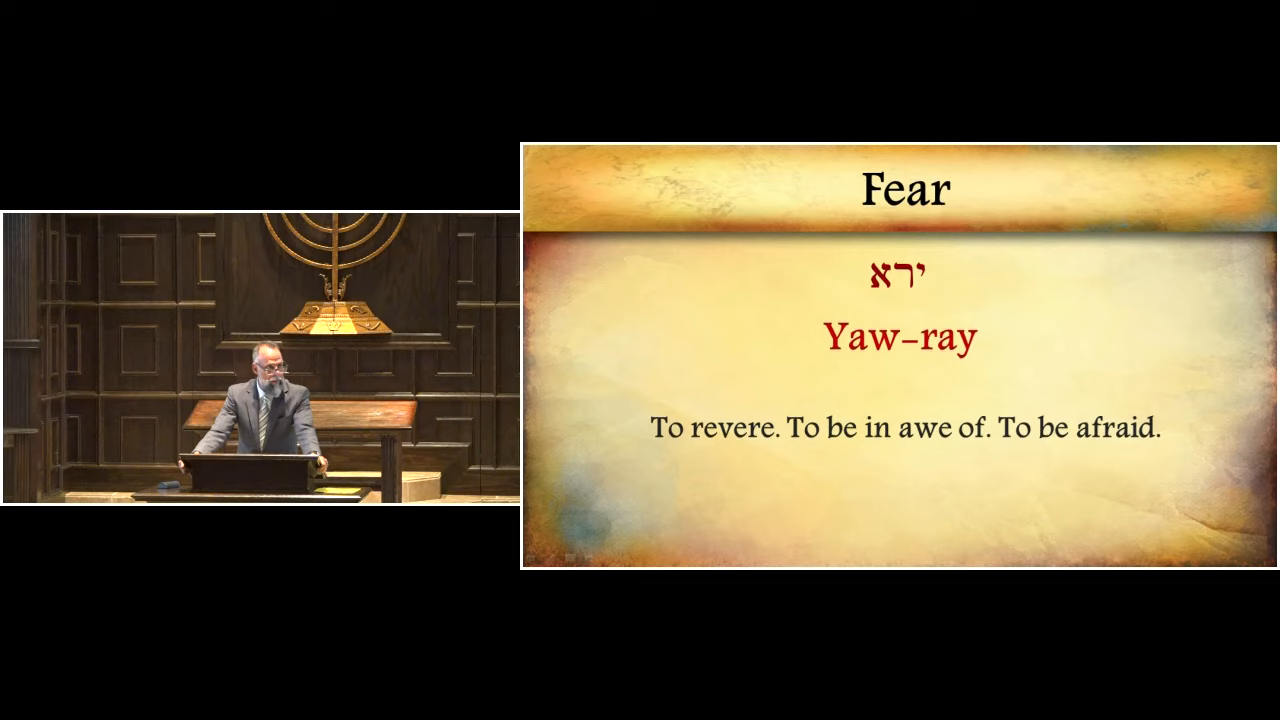 Fear
ירא
Yaw-ray
To revere. To be in awe of. To be afraid.